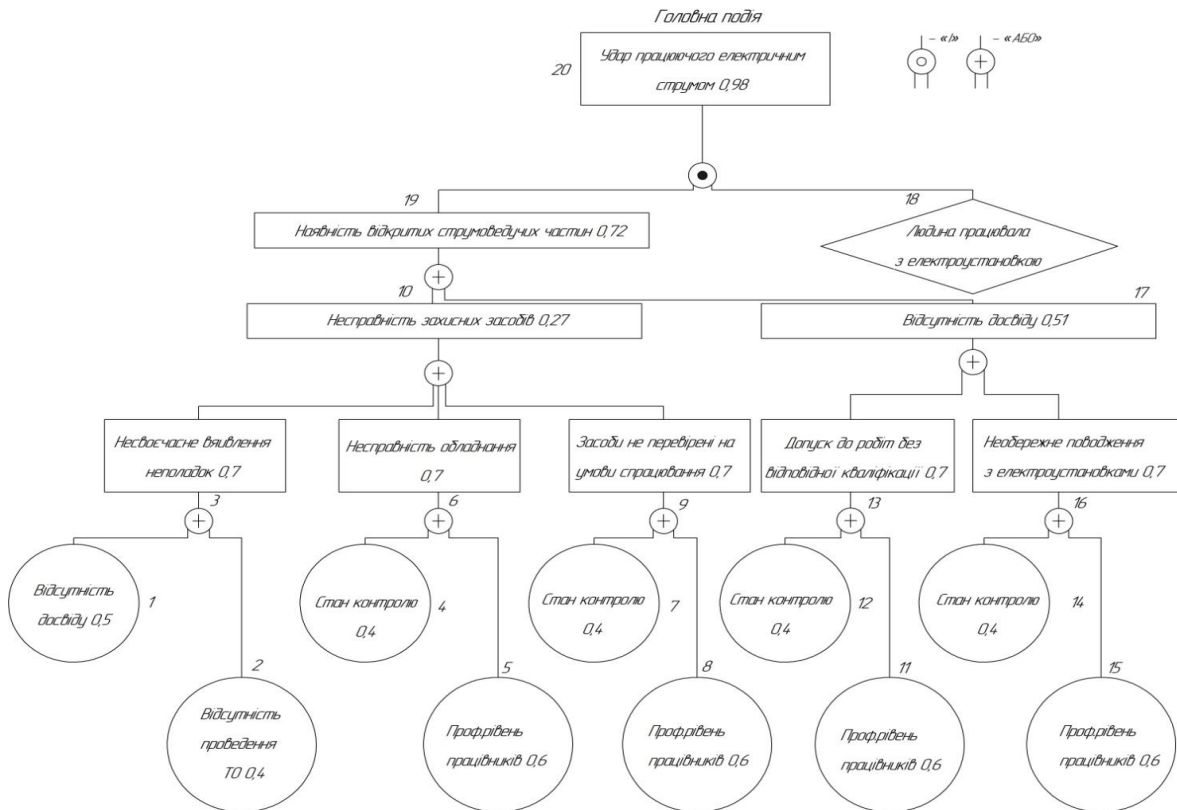 Головна подія
20
Удар працюючого електричним
струмом 0,98
– «І»
– «АБО»
19
Наявність відкритих струмоведучих частин 0,72
18
Людина працювала
з електроустановкою
10
Несправність захисних засобів 0,27
17
Відсутність досвіду 0,51
Несвоєчасне вяивлення
неполадок 0,7
Несправність обладнання
0,7
Засоби не перевірені на
умови спрацювання 0,7
Допуск до робіт без
відповідної кваліфікації 0,7
Необережне поводження
з електроустановками 0,7
3
6
9
13
16
Відсутність
досвіду 0,5
1
Стан контролю
0,4
4
Стан контролю
0,4
7
Стан контролю
0,4
12
Стан контролю
0,4
14
2
Відсутність
проведення
ТО 0,4
5
Проф.рівень
працівників 0,6
8
Проф.рівень
працівників 0,6
11
Проф.рівень
працівників 0,6
15
Проф.рівень
працівників 0,6